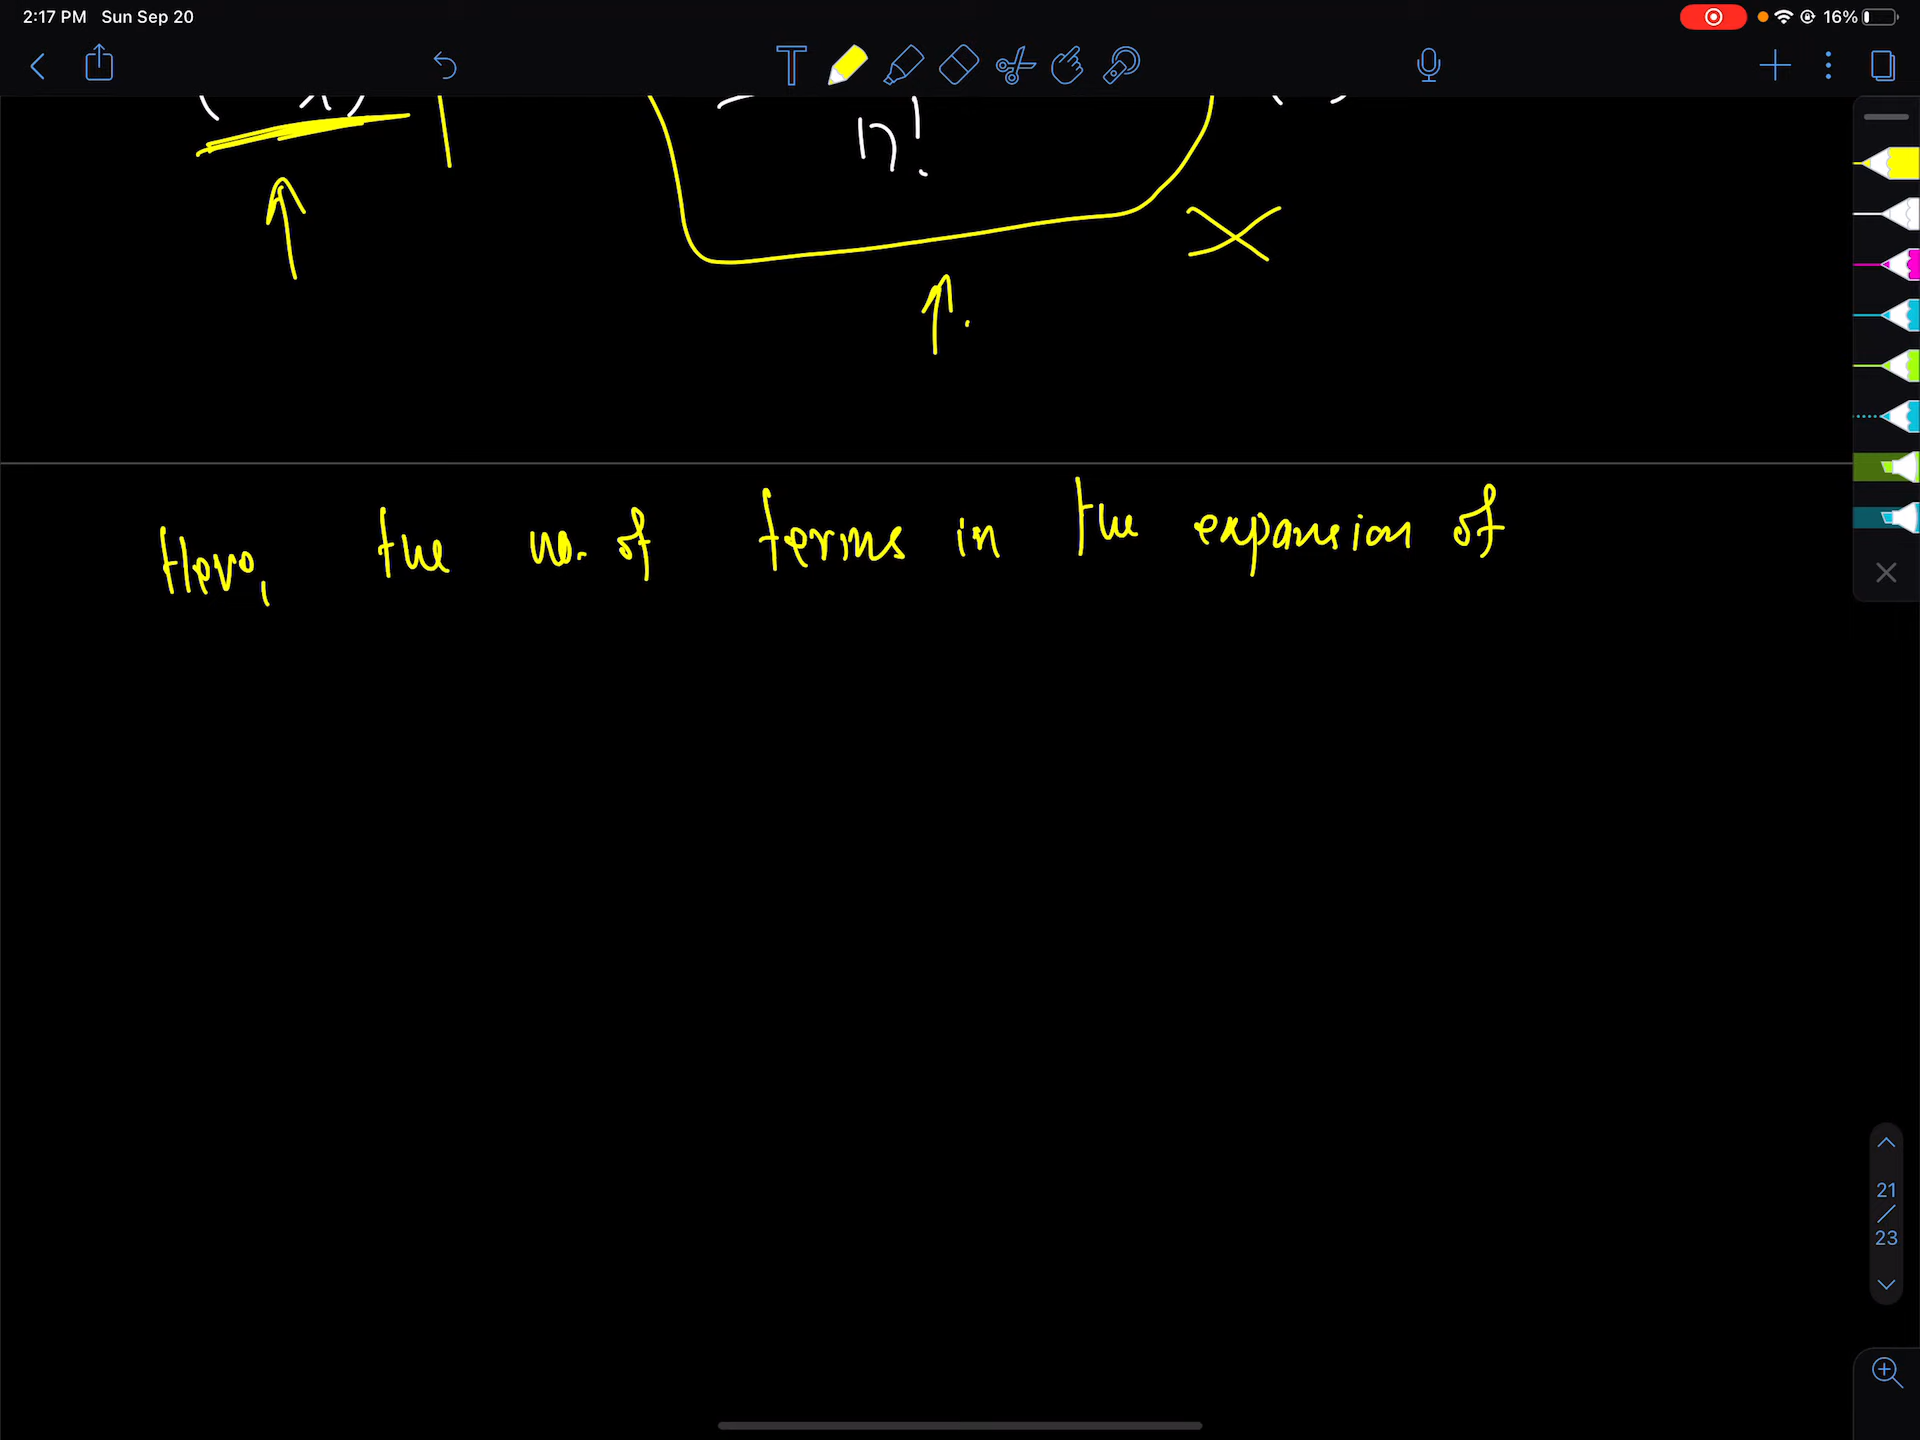 2:17 PM Sun Sep 20
16%
n!
Here, the no. of terms in the expansion of
21
/
23